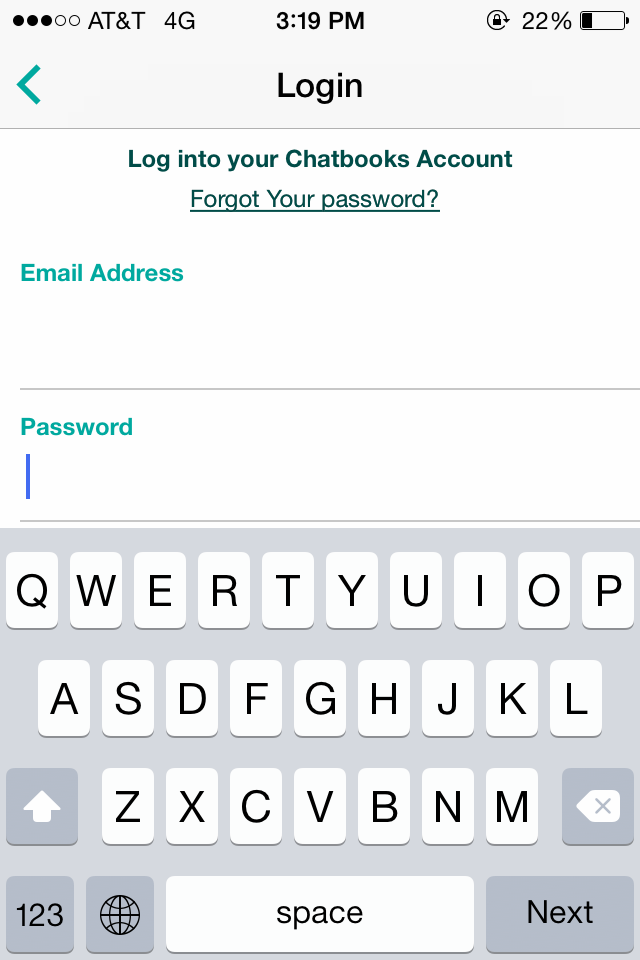 AT&T 4G 3:19 PM 22%
Login
Log into your Chatbooks Account
Forgot Your password?
Email Address
Password
Q W E R T Y U I O P
A S D F G H J K L
Z X C V B N M
123 space Next